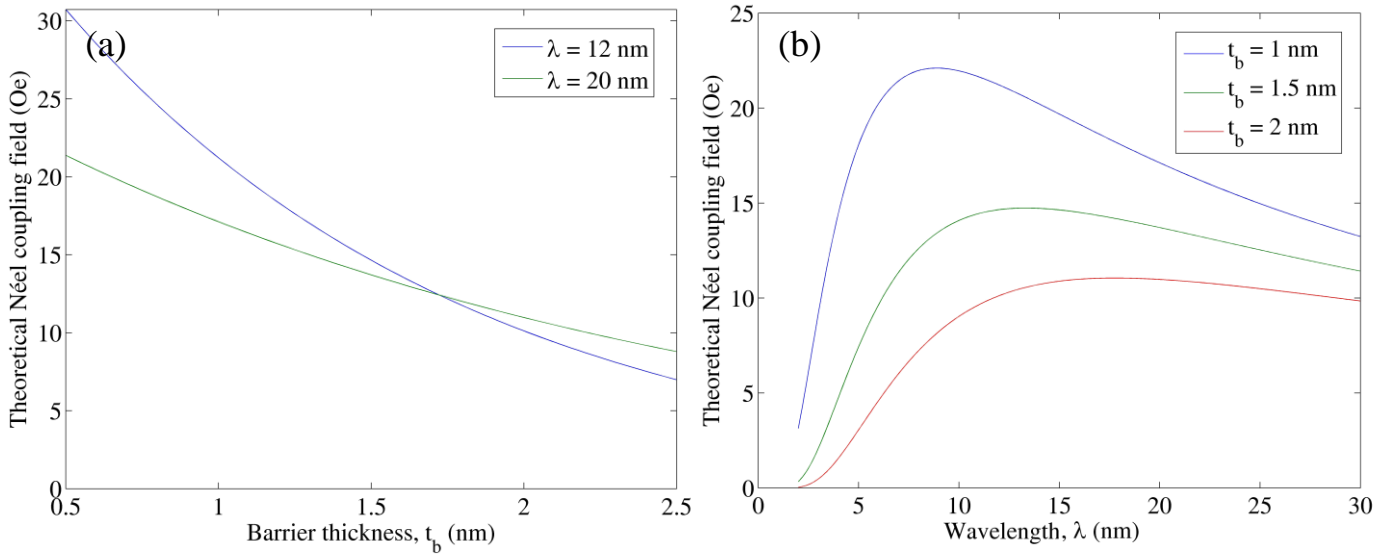 (a)
λ = 12 nm
λ = 20 nm
Theoretical Néel coupling field (Oe)
30
25
20
15
10
5
0
0.5
1
1.5
2
2.5
Barrier thickness, t_b (nm)
(b)
t_b = 1 nm
t_b = 1.5 nm
t_b = 2 nm
Theoretical Néel coupling field (Oe)
25
20
15
10
5
0
0
5
10
15
20
25
30
Wavelength, λ (nm)